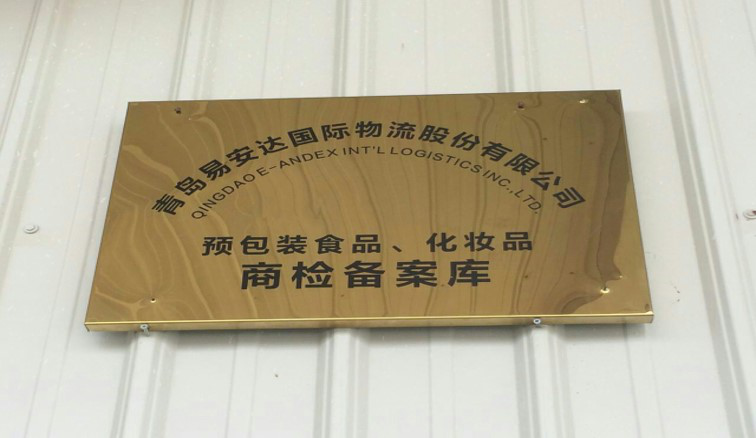 青岛易安达国际物流股份有限公司
QINGDAO E-ANDEX INT'L LOGISTICS INC.,LTD.
预包装食品、化妆品
商检备案库